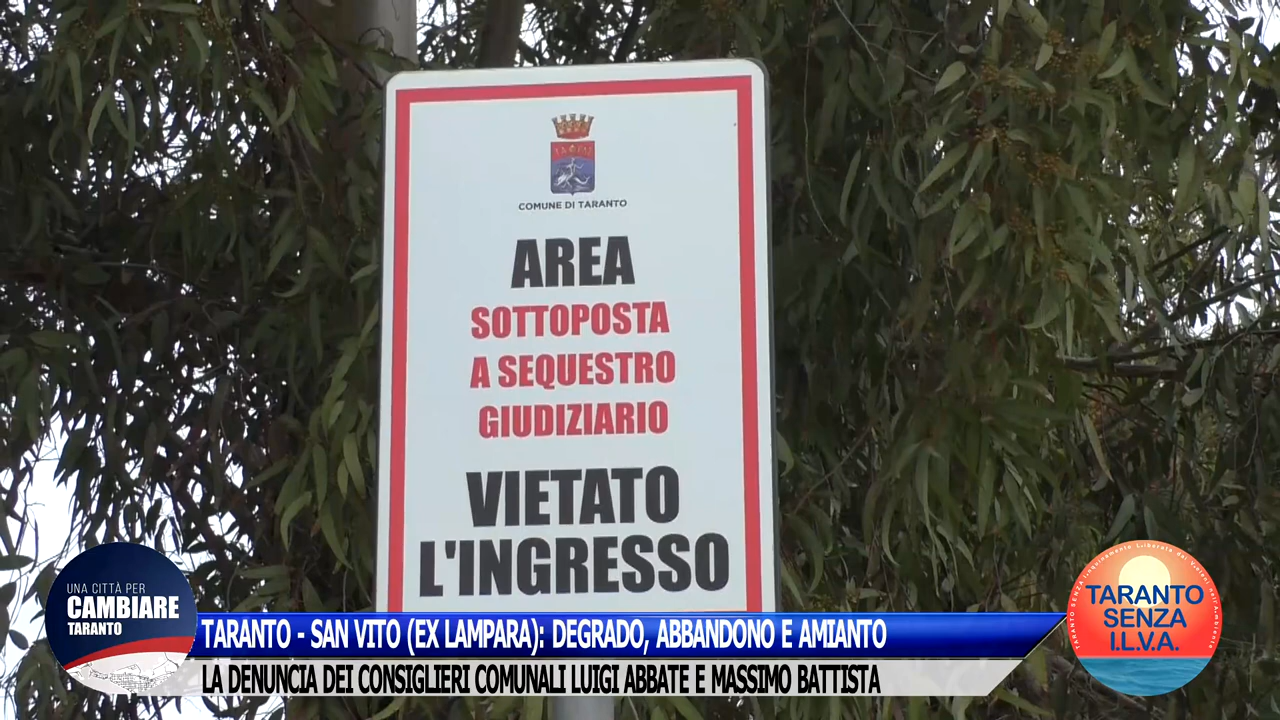 COMUNE DI TARANTO
AREA
SOTTOPOSTA
A SEQUESTRO
GIUDIZIARIO
VIETATO
L'INGRESSO
UNA CITTÀ PER
CAMBIARE
TARANTO
TARANTO - SAN VITO (EX LAMPARA): DEGRADO, ABBANDONO E AMIANTO
LA DENUNCIA DEI CONSIGLIERI COMUNALI LUIGI ABBATE E MASSIMO BATTISTA
TARANTO
SENZA
I.L.V.A.